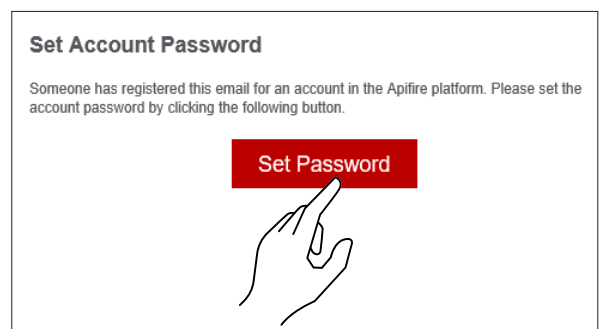 Set Account Password
Someone has registered this email for an account in the Apifire platform. Please set the
account password by clicking the following button.
Set Password